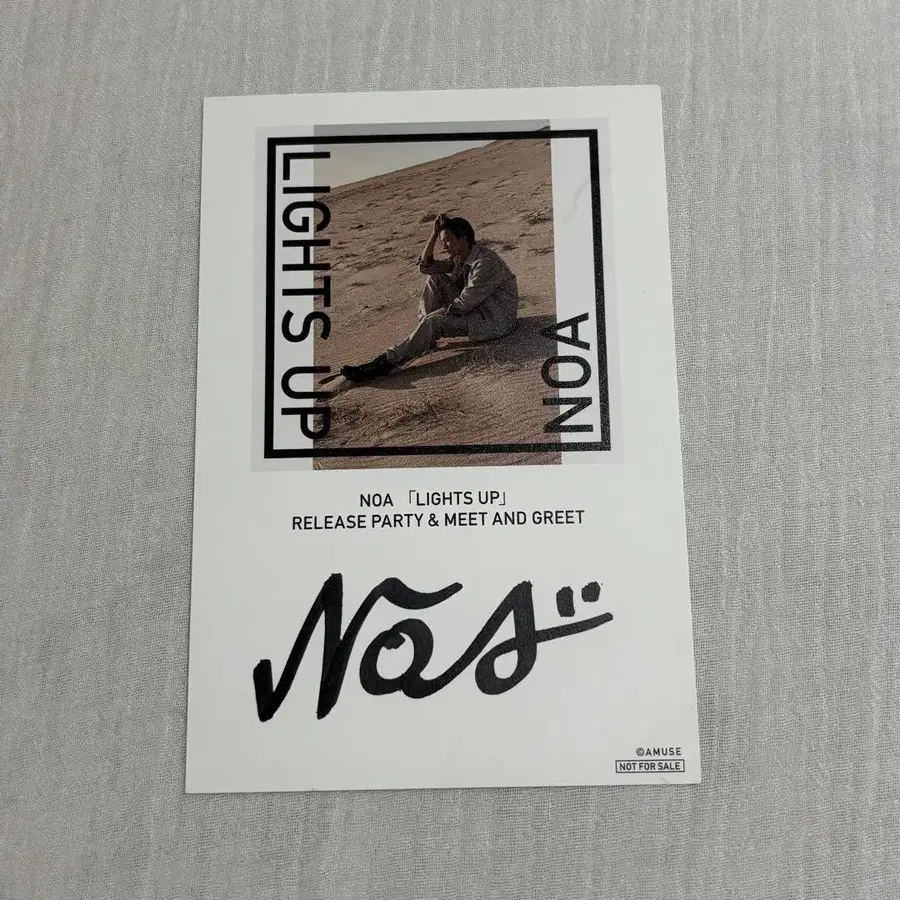 LIGHTS UP
NOA
NOA 「LIGHTS UP」
RELEASE PARTY & MEET AND GREET
Noa
©AMUSE
NOT FOR SALE